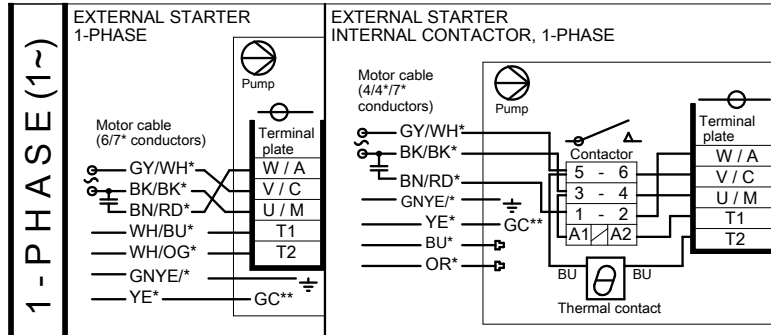 1-PHASE(1~)
EXTERNAL STARTER
1-PHASE
Pump
Motor cable
(6/7* conductors)
Terminal
plate
GY/WH*
W / A
BK/BK*
V / C
BN/RD*
U / M
WH/BU*
T1
WH/OG*
T2
GNYE/*
YE*
GC**
EXTERNAL STARTER
INTERNAL CONTACTOR, 1-PHASE
Motor cable
(4/4*/7*
conductors)
Pump
Terminal
plate
GY/WH*
BK/BK*
BN/RD*
GNYE/*
YE*
GC**
BU*
OR*
Contactor
5 - 6
3 - 4
1 - 2
A1 A2
W / A
V / C
U / M
T1
T2
BU
BU
Thermal contact